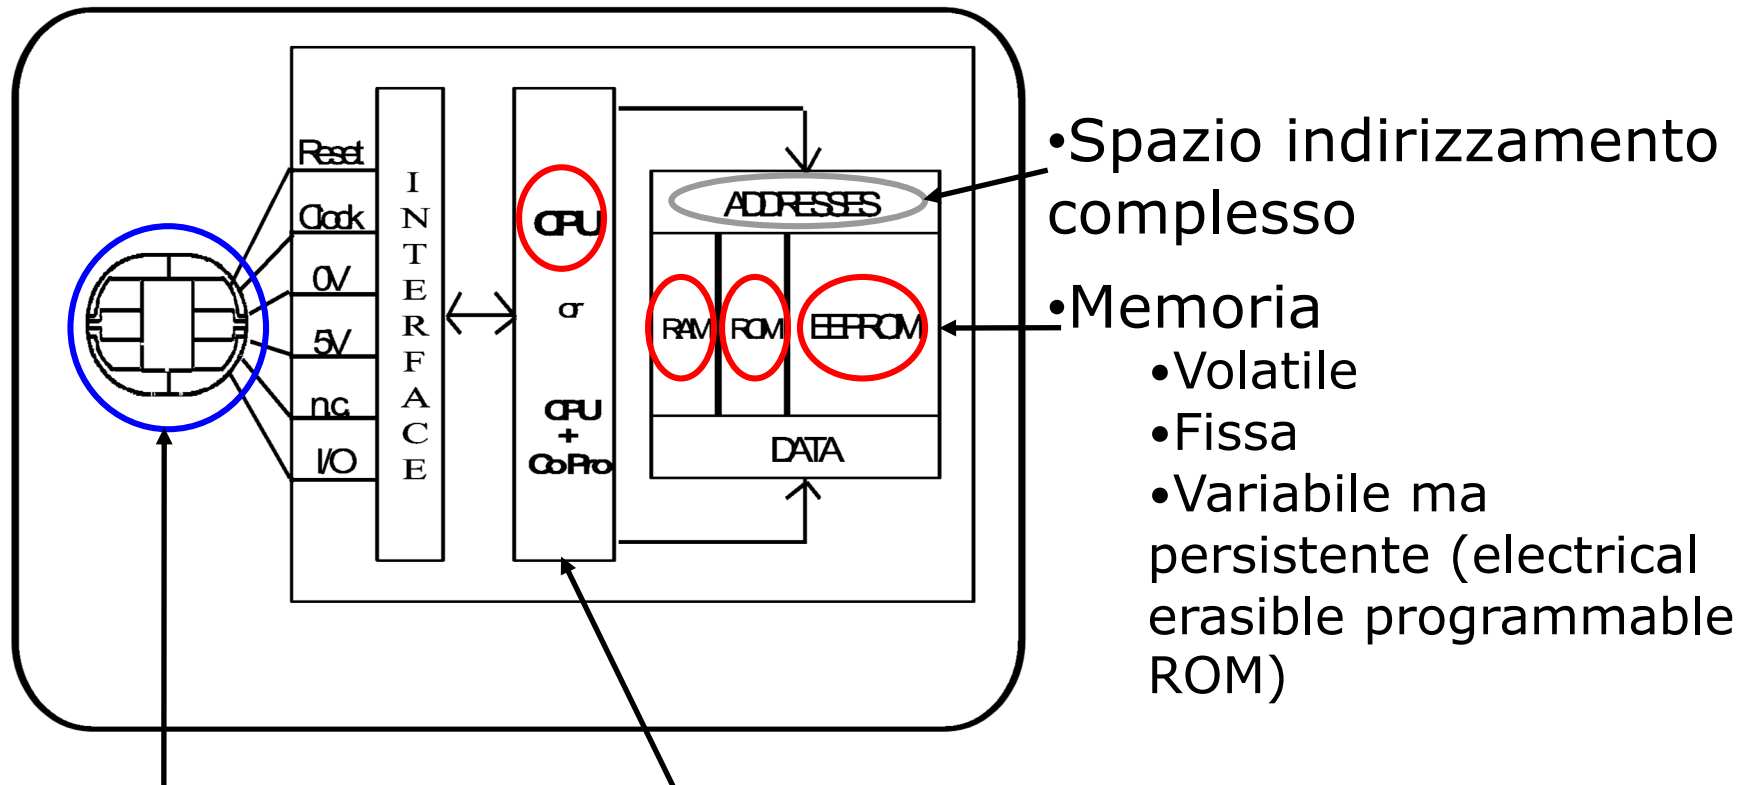 Reset
Clock
0V
5V
n.c.
I/O
INTERFACE
CPU
or
CPU
+
CoPro
ADDRESSES
RAM
ROM
EEPROM
DATA
•Spazio indirizzamento
complesso
•Memoria
•Volatile
•Fissa
•Variabile ma
persistente (electrical
erasible programmable
ROM)